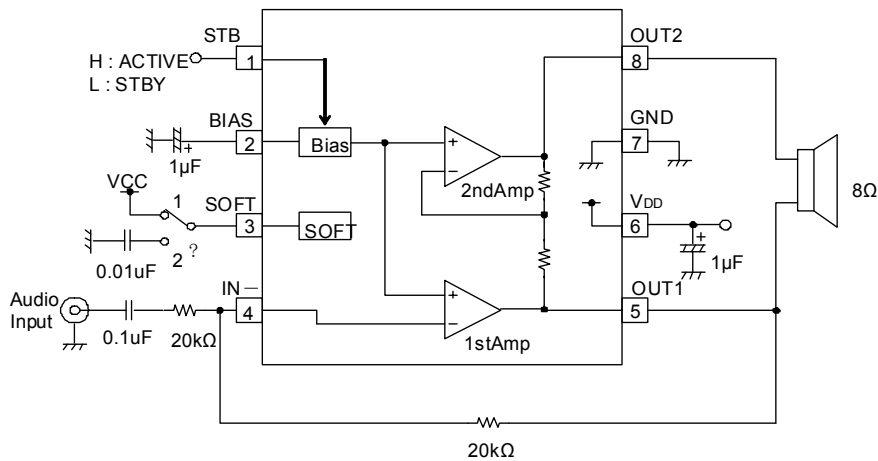 STB
1
H : ACTIVE
L : STBY
OUT2
8
BIAS
2
Bias
1µF
+
GND
7
+
−
2ndAmp
VCC
1
SOFT
3
SOFT
2 ?
0.01uF
VDD
6
+
1µF
8Ω
IN−
4
Audio
Input
0.1uF
20kΩ
+
−
1stAmp
OUT1
5
20kΩ